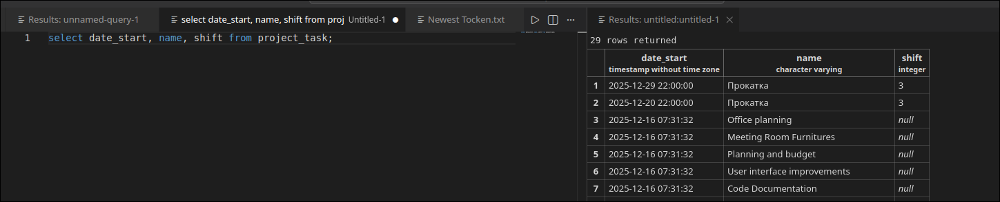 Results: unnamed-query-1
select date_start, name, shift from proj Untitled-1
Newest Tocken.txt
Results: untitled:untitled-1
1 select date_start, name, shift from project_task;
29 rows returned
date_start name shift
timestamp without time zone character varying integer
1 2025-12-29 22:00:00 Прокатка 3
2 2025-12-20 22:00:00 Прокатка 3
3 2025-12-16 07:31:32 Office planning null
4 2025-12-16 07:31:32 Meeting Room Furnitures null
5 2025-12-16 07:31:32 Planning and budget null
6 2025-12-16 07:31:32 User interface improvements null
7 2025-12-16 07:31:32 Code Documentation null